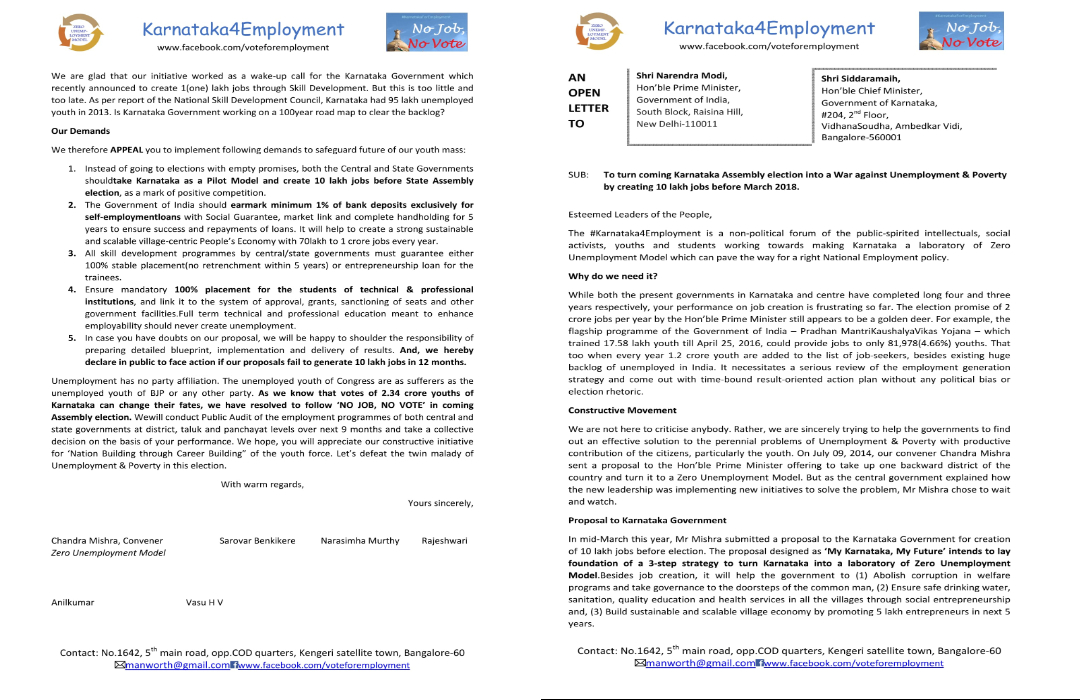 ZERO
UNEMP-
LOYMENT
MODEL
Karnataka4Employment
www.facebook.com/voteforemployment
No Job,
No Vote
We are glad that our initiative worked as a wake-up call for the Karnataka Government which
recently announced to create 1(one) lakh jobs through Skill Development. But this is too little and
too late. As per report of the National Skill Development Council, Karnataka had 95 lakh unemployed
youth in 2013. Is Karnataka Government working on a 100year road map to clear the backlog?
Our Demands
We therefore APPEAL you to implement following demands to safeguard future of our youth mass:
1. Instead of going to elections with empty promises, both the Central and State Governments
shouldtake Karnataka as a Pilot Model and create 10 lakh jobs before State Assembly
election, as a mark of positive competition.
2. The Government of India should earmark minimum 1% of bank deposits exclusively for
self-employmentloans with Social Guarantee, market link and complete handholding for 5
years to ensure success and repayments of loans. It will help to create a strong sustainable
and scalable village-centric People's Economy with 70lakh to 1 crore jobs every year.
3. All skill development programmes by central/state governments must guarantee either
100% stable placement(no retrenchment within 5 years) or entrepreneurship loan for the
trainees.
4. Ensure mandatory 100% placement for the students of technical & professional
institutions, and link it to the system of approval, grants, sanctioning of seats and other
government facilities.Full term technical and professional education meant to enhance
employability should never create unemployment.
5. In case you have doubts on our proposal, we will be happy to shoulder the responsibility of
preparing detailed blueprint, implementation and delivery of results. And, we hereby
declare in public to face action if our proposals fail to generate 10 lakh jobs in 12 months.
Unemployment has no party affiliation. The unemployed youth of Congress are as sufferers as the
unemployed youth of BJP or any other party. As we know that votes of 2.34 crore youths of
Karnataka can change their fates, we have resolved to follow 'NO JOB, NO VOTE' in coming
Assembly election. Wewill conduct Public Audit of the employment programmes of both central and
state governments at district, taluk and panchayat levels over next 9 months and take a collective
decision on the basis of your performance. We hope, you will appreciate our constructive initiative
for 'Nation Building through Career Building" of the youth force. Let's defeat the twin malady of
Unemployment & Poverty in this election.
With warm regards,
Yours sincerely,
Chandra Mishra, Convener Sarovar Benkikere Narasimha Murthy Rajeshwari
Zero Unemployment Model
Anilkumar Vasu H V
Contact: No.1642, 5th main road, opp.COD quarters, Kengeri satellite town, Bangalore-60
manworth@gmail.com www.facebook.com/voteforemployment
ZERO
UNEMP-
LOYMENT
MODEL
Karnataka4Employment
www.facebook.com/voteforemployment
No Job,
No Vote
AN
OPEN
LETTER
TO
Shri Narendra Modi,
Hon'ble Prime Minister,
Government of India,
South Block, Raisina Hill,
New Delhi-110011
Shri Siddaramaih,
Hon'ble Chief Minister,
Government of Karnataka,
#204, 2nd Floor,
VidhanaSoudha, Ambedkar Vidi,
Bangalore-560001
SUB: To turn coming Karnataka Assembly election into a War against Unemployment & Poverty
by creating 10 lakh jobs before March 2018.
Esteemed Leaders of the People,
The #Karnataka4Employment is a non-political forum of the public-spirited intellectuals, social
activists, youths and students working towards making Karnataka a laboratory of Zero
Unemployment Model which can pave the way for a right National Employment policy.
Why do we need it?
While both the present governments in Karnataka and centre have completed long four and three
years respectively, your performance on job creation is frustrating so far. The election promise of 2
crore jobs per year by the Hon'ble Prime Minister still appears to be a golden deer. For example, the
flagship programme of the Government of India – Pradhan MantriKaushalyaVikas Yojana – which
trained 17.58 lakh youth till April 25, 2016, could provide jobs to only 81,978(4.66%) youths. That
too when every year 1.2 crore youth are added to the list of job-seekers, besides existing huge
backlog of unemployed in India. It necessitates a serious review of the employment generation
strategy and come out with time-bound result-oriented action plan without any political bias or
election rhetoric.
Constructive Movement
We are not here to criticise anybody. Rather, we are sincerely trying to help the governments to find
out an effective solution to the perennial problems of Unemployment & Poverty with productive
contribution of the citizens, particularly the youth. On July 09, 2014, our convener Chandra Mishra
sent a proposal to the Hon'ble Prime Minister offering to take up one backward district of the
country and turn it to a Zero Unemployment Model. But as the central government explained how
the new leadership was implementing new initiatives to solve the problem, Mr Mishra chose to wait
and watch.
Proposal to Karnataka Government
In mid-March this year, Mr Mishra submitted a proposal to the Karnataka Government for creation
of 10 lakh jobs before election. The proposal designed as 'My Karnataka, My Future' intends to lay
foundation of a 3-step strategy to turn Karnataka into a laboratory of Zero Unemployment
Model.Besides job creation, it will help the government to (1) Abolish corruption in welfare
programs and take governance to the doorsteps of the common man, (2) Ensure safe drinking water,
sanitation, quality education and health services in all the villages through social entrepreneurship
and, (3) Build sustainable and scalable village economy by promoting 5 lakh entrepreneurs in next 5
years.
Contact: No.1642, 5th main road, opp.COD quarters, Kengeri satellite town, Bangalore-60
manworth@gmail.com www.facebook.com/voteforemployment